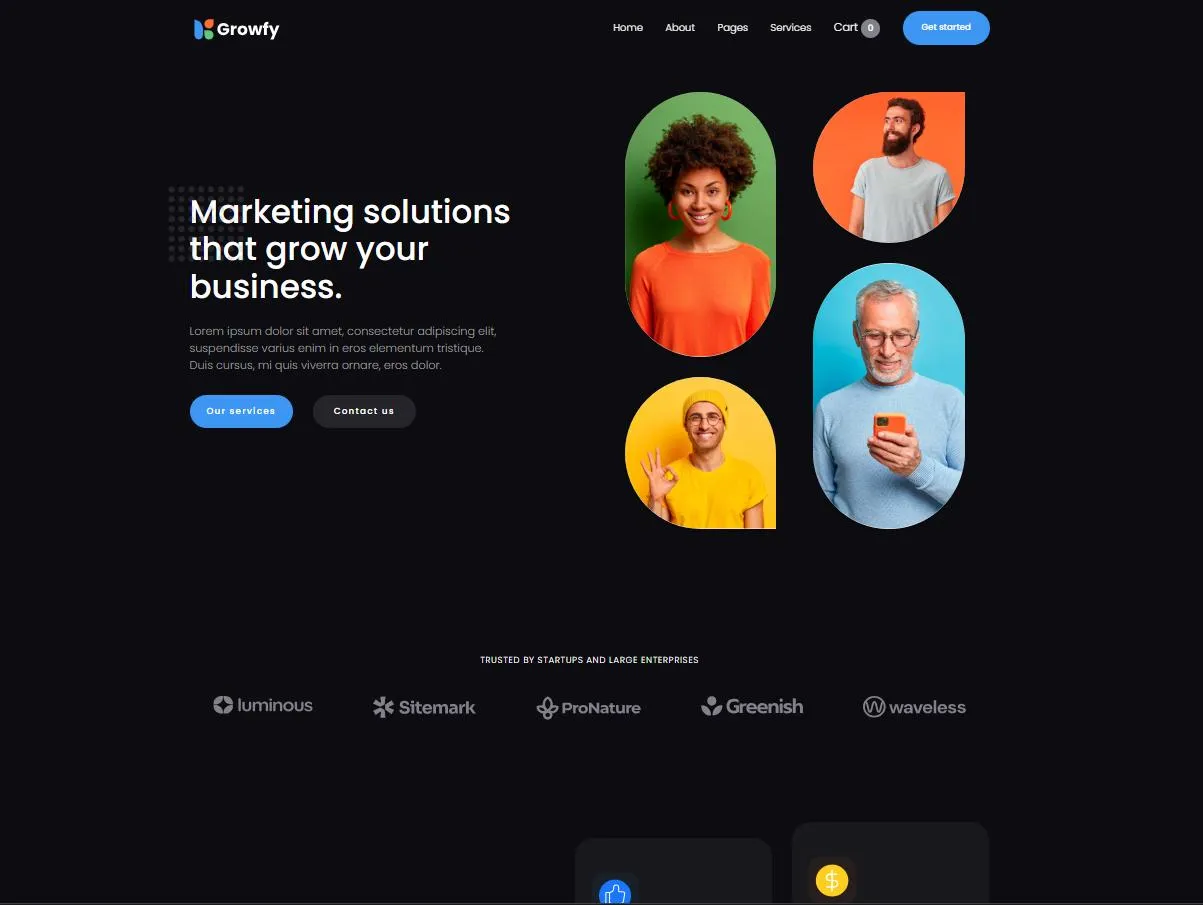 Growfy
Home About Pages Services Cart 0 Get started
Marketing solutions
that grow your
business.
Lorem ipsum dolor sit amet, consectetur adipiscing elit,
suspendisse varius enim in eros elementum tristique.
Duis cursus, mi quis viverra ornare, eros dolor.
Our services Contact us
TRUSTED BY STARTUPS AND LARGE ENTERPRISES
luminous Sitemark ProNature Greenish waveless